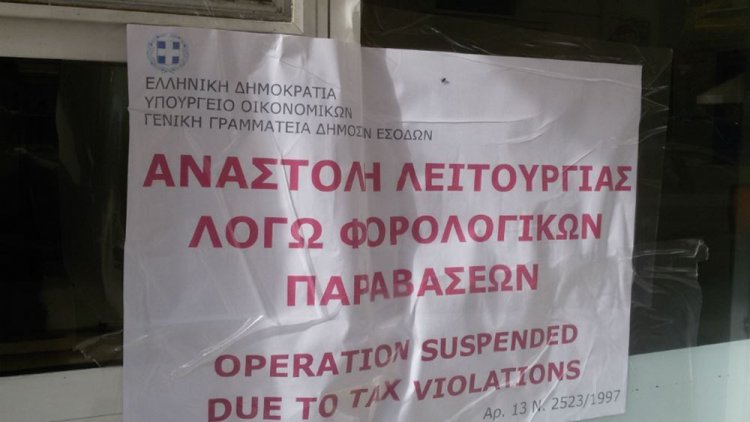 ΕΛΛΗΝΙΚΗ ΔΗΜΟΚΡΑΤΙΑ
ΥΠΟΥΡΓΕΙΟ ΟΙΚΟΝΟΜΙΚΩΝ
ΓΕΝΙΚΗ ΓΡΑΜΜΑΤΕΙΑ ΔΗΜΟΣΙΩΝ ΕΣΟΔΩΝ
ΑΝΑΣΤΟΛΗ ΛΕΙΤΟΥΡΓΙΑΣ
ΛΟΓΩ ΦΟΡΟΛΟΓΙΚΩΝ
ΠΑΡΑΒΑΣΕΩΝ
OPERATION SUSPENDED
DUE TO TAX VIOLATIONS
Αρ. 13 Ν. 2523/1997